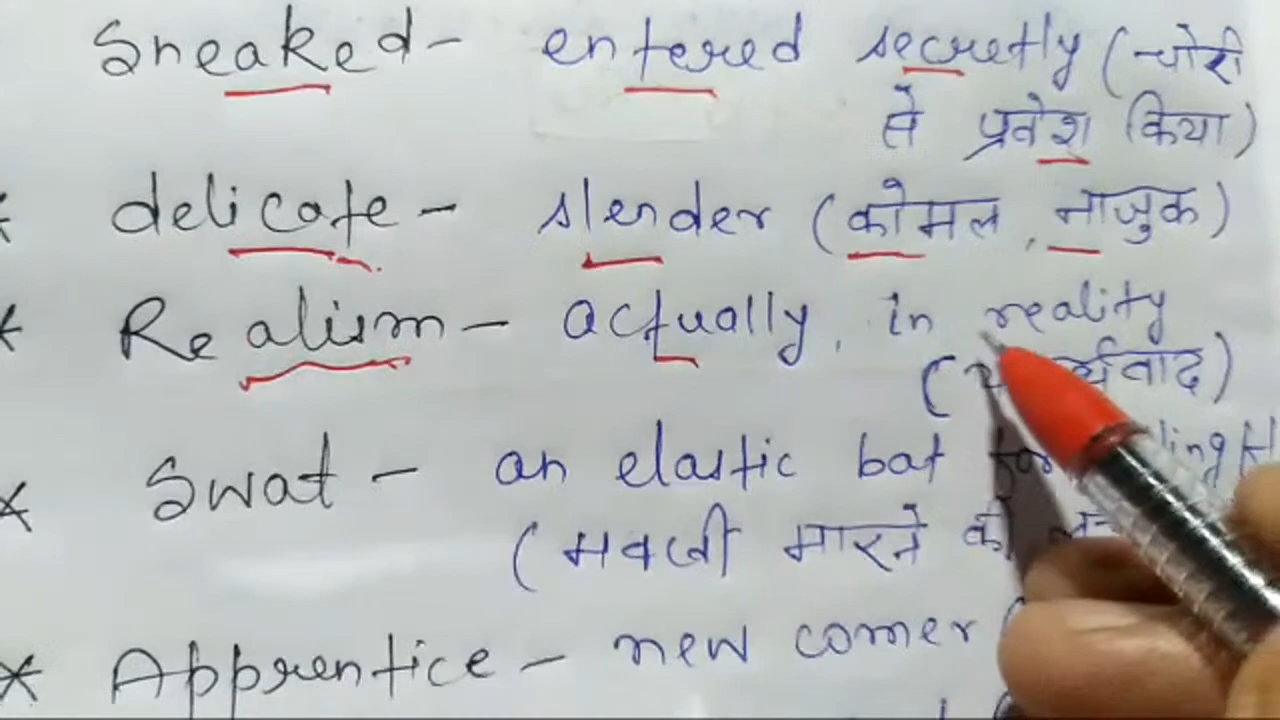 Sneaked - entered secretly (चोरी
से प्रवेश किया)
* delicate - slender (कोमल, नाजुक)
* Realism - actually, in reality
* Swat - an elastic bat for
(मक्खी मारने की
* Apprentice - new comer (